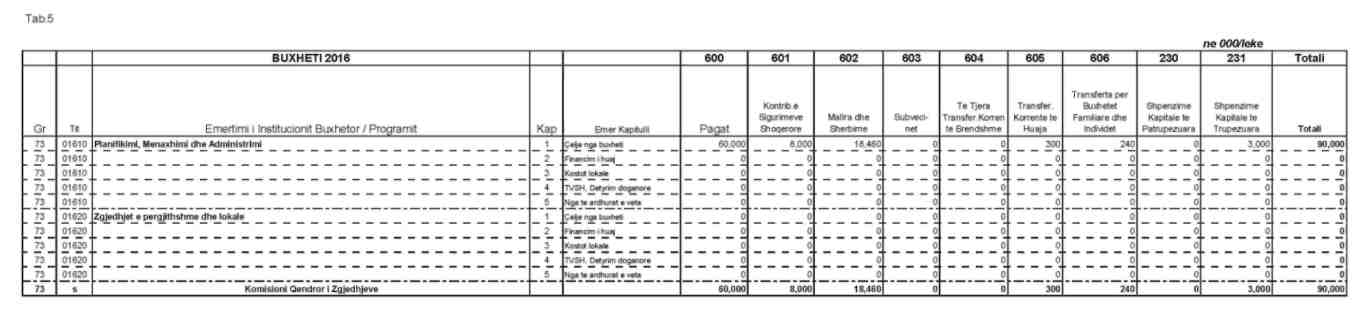 Tab.5
ne 000/leke
BUXHETI 2016 600 601 602 603 604 605 606 230 231 Totali
Gr Tit Emertimi i Institucionit Buxhetor / Programit Kap Emer Kapitulli Pagat Kontrib.e Sigurimeve Shoqerore Mallra dhe Sherbime Subvecionet Te Tjera Transfer.Korren te Brendshme Transfer. Korrente te Huaja Transferta per Buxhetet Familiare dhe Individet Shpenzime Kapitale te Patrupezuara Shpenzime Kapitale te Trupezuara Totali
73 01610 Planifikimi, Menaxhimi dhe Administrimi 1 Çelje nga buxheti 60,000 8,000 18,460 0 0 300 240 0 3,000 90,000
73 01610 2 Financim i huaj 0 0 0 0 0 0 0 0 0 0
73 01610 3 Kostot lokale 0 0 0 0 0 0 0 0 0 0
73 01610 4 TVSH, Detyrim doganore 0 0 0 0 0 0 0 0 0 0
73 01610 5 Nga te ardhurat e veta 0 0 0 0 0 0 0 0 0 0
73 01620 Zgjedhjet e pergjithshme dhe lokale 1 Çelje nga buxheti 0 0 0 0 0 0 0 0 0 0
73 01620 2 Financim i huaj 0 0 0 0 0 0 0 0 0 0
73 01620 3 Kostot lokale 0 0 0 0 0 0 0 0 0 0
73 01620 4 TVSH, Detyrim doganore 0 0 0 0 0 0 0 0 0 0
73 01620 5 Nga te ardhurat e veta 0 0 0 0 0 0 0 0 0 0
73 s Komisioni Qendror i Zgjedhjeve 60,000 8,000 18,460 0 0 300 240 0 3,000 90,000